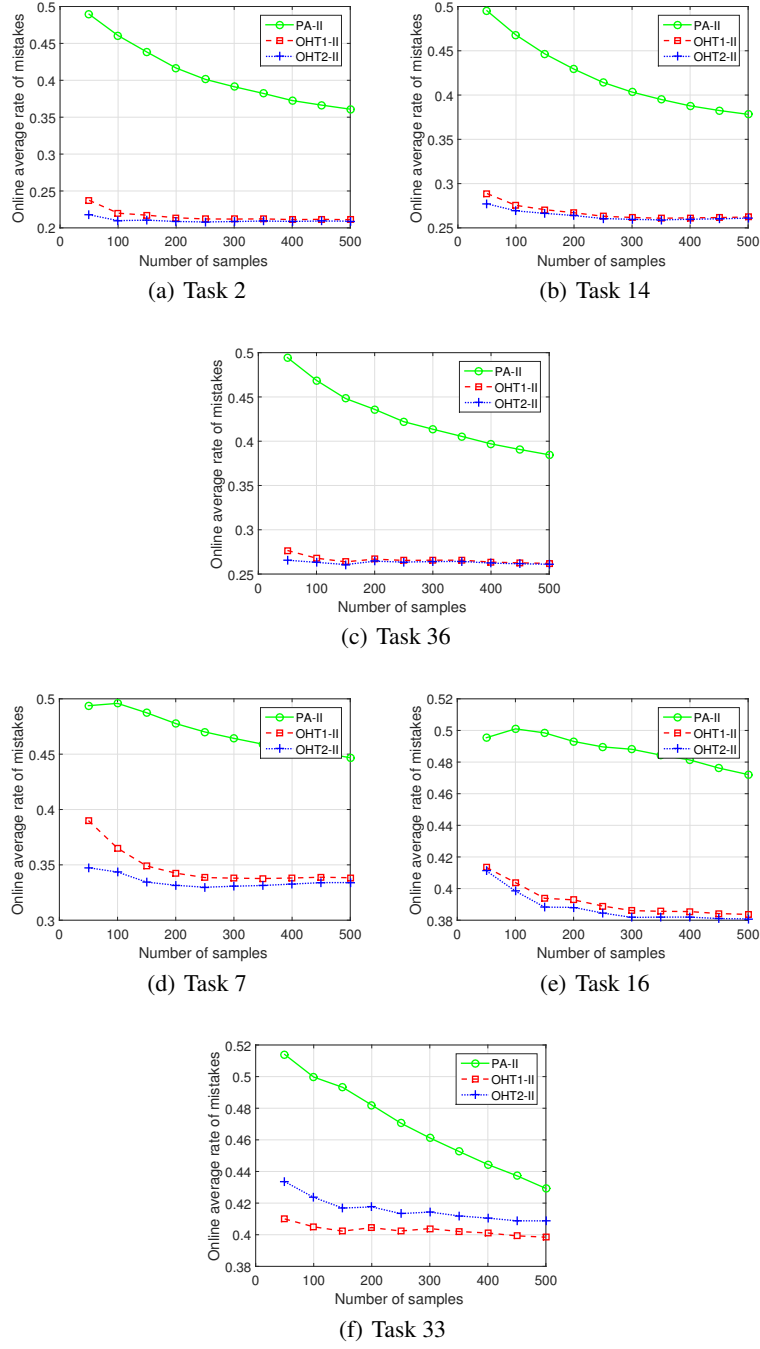 0.5
0.45
0.4
0.35
0.3
0.25
0.2
0 100 200 300 400 500
Number of samples
Online average rate of mistakes
PA-II
OHT1-II
OHT2-II
(a) Task 2
0.5
0.45
0.4
0.35
0.3
0.25
0 100 200 300 400 500
Number of samples
Online average rate of mistakes
PA-II
OHT1-II
OHT2-II
(b) Task 14
0.5
0.45
0.4
0.35
0.3
0.25
0 100 200 300 400 500
Number of samples
Online average rate of mistakes
PA-II
OHT1-II
OHT2-II
(c) Task 36
0.5
0.45
0.4
0.35
0.3
0 100 200 300 400 500
Number of samples
Online average rate of mistakes
PA-II
OHT1-II
OHT2-II
(d) Task 7
0.52
0.5
0.48
0.46
0.44
0.42
0.4
0.38
0 100 200 300 400 500
Number of samples
Online average rate of mistakes
PA-II
OHT1-II
OHT2-II
(e) Task 16
0.52
0.5
0.48
0.46
0.44
0.42
0.4
0.38
0 100 200 300 400 500
Number of samples
Online average rate of mistakes
PA-II
OHT1-II
OHT2-II
(f) Task 33